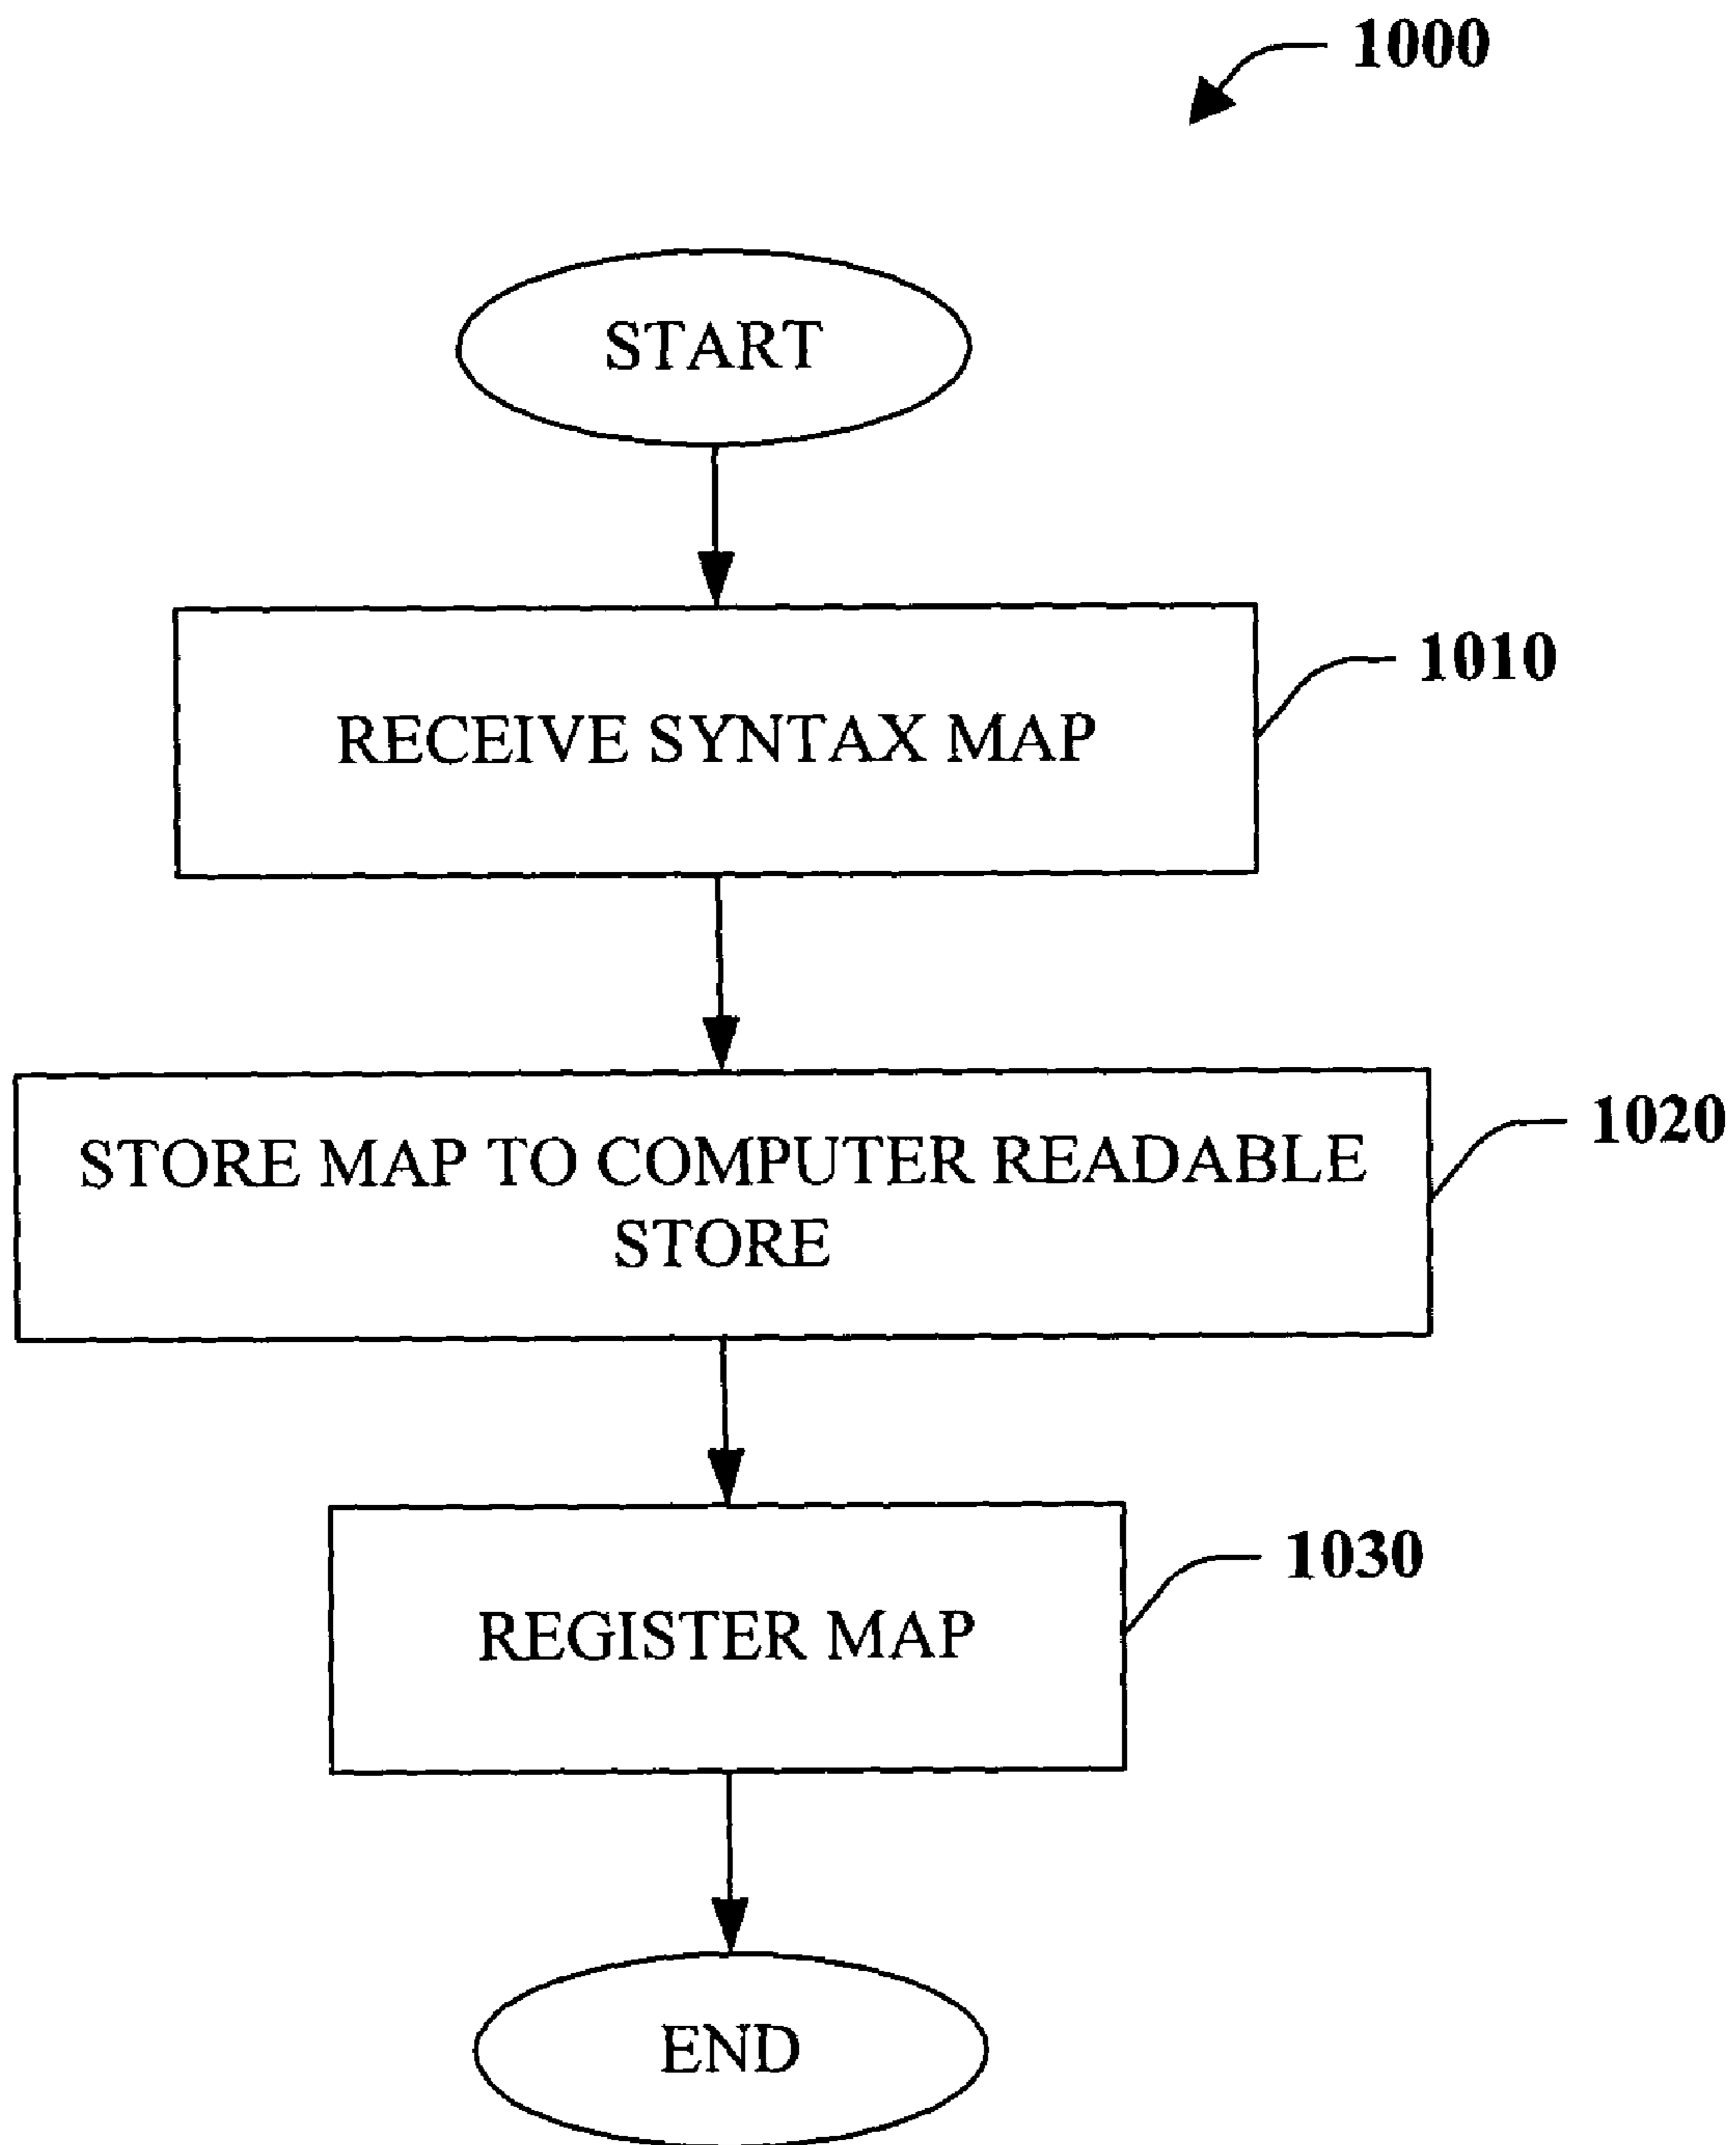 1000
START
1010
RECEIVE SYNTAX MAP
1020
STORE MAP TO COMPUTER READABLE
STORE
1030
REGISTER MAP
END